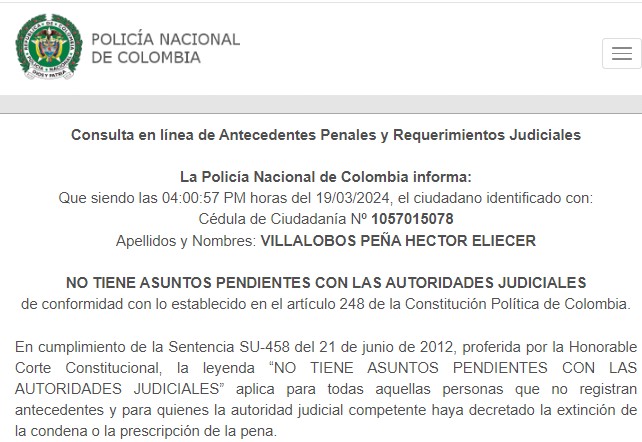 POLICÍA NACIONAL
DE COLOMBIA
Consulta en línea de Antecedentes Penales y Requerimientos Judiciales
La Policía Nacional de Colombia informa:
Que siendo las 04:00:57 PM horas del 19/03/2024, el ciudadano identificado con:
Cédula de Ciudadanía Nº 1057015078
Apellidos y Nombres: VILLALOBOS PEÑA HECTOR ELIECER
NO TIENE ASUNTOS PENDIENTES CON LAS AUTORIDADES JUDICIALES
de conformidad con lo establecido en el artículo 248 de la Constitución Política de Colombia.
En cumplimiento de la Sentencia SU-458 del 21 de junio de 2012, proferida por la Honorable
Corte Constitucional, la leyenda “NO TIENE ASUNTOS PENDIENTES CON LAS
AUTORIDADES JUDICIALES” aplica para todas aquellas personas que no registran
antecedentes y para quienes la autoridad judicial competente haya decretado la extinción de
la condena o la prescripción de la pena.